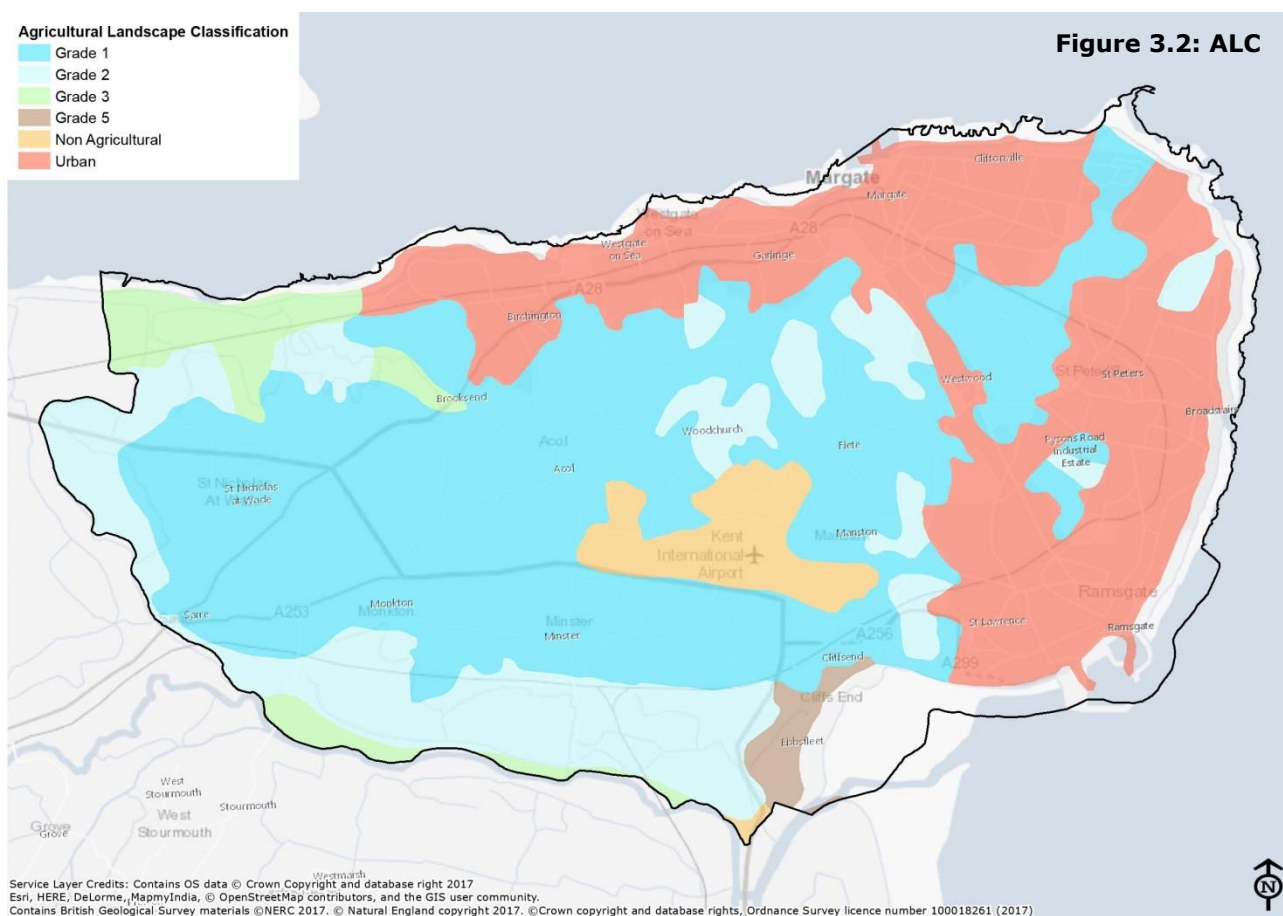 Agricultural Landscape Classification
Grade 1
Grade 2
Grade 3
Grade 5
Non Agricultural
Urban
Figure 3.2: ALC
Cliftonville
Margate
Margate
Westgate
on Sea
Westgate
on Sea
A28
Garlinge
A28
Birchington
Westwood
St Peters
St Peters
Broadstairs
Brooksend
Woodchurch
Flete
Pysons Road
Industrial
Estate
Acol
Acol
St Nicholas
At Wade
St Nicholas
at Wade
Manston
Manston
Kent
International
Airport
Ramsgate
Ramsgate
Sarre
A253
Monkton
Monkton
Minster
Minster
St Lawrence
A256
Cliffsend
A299
Cliffs End
Ebbsfleet
West
Stourmouth
Stourmouth
West
Stourmouth
Grove
Grove
Westmarsh
N
Service Layer Credits: Contains OS data © Crown Copyright and database right 2017
Esri, HERE, DeLorme, MapmyIndia, © OpenStreetMap contributors, and the GIS user community.
Contains British Geological Survey materials ©NERC 2017. © Natural England copyright 2017. ©Crown copyright and database rights, Ordnance Survey licence number 100018261 (2017)